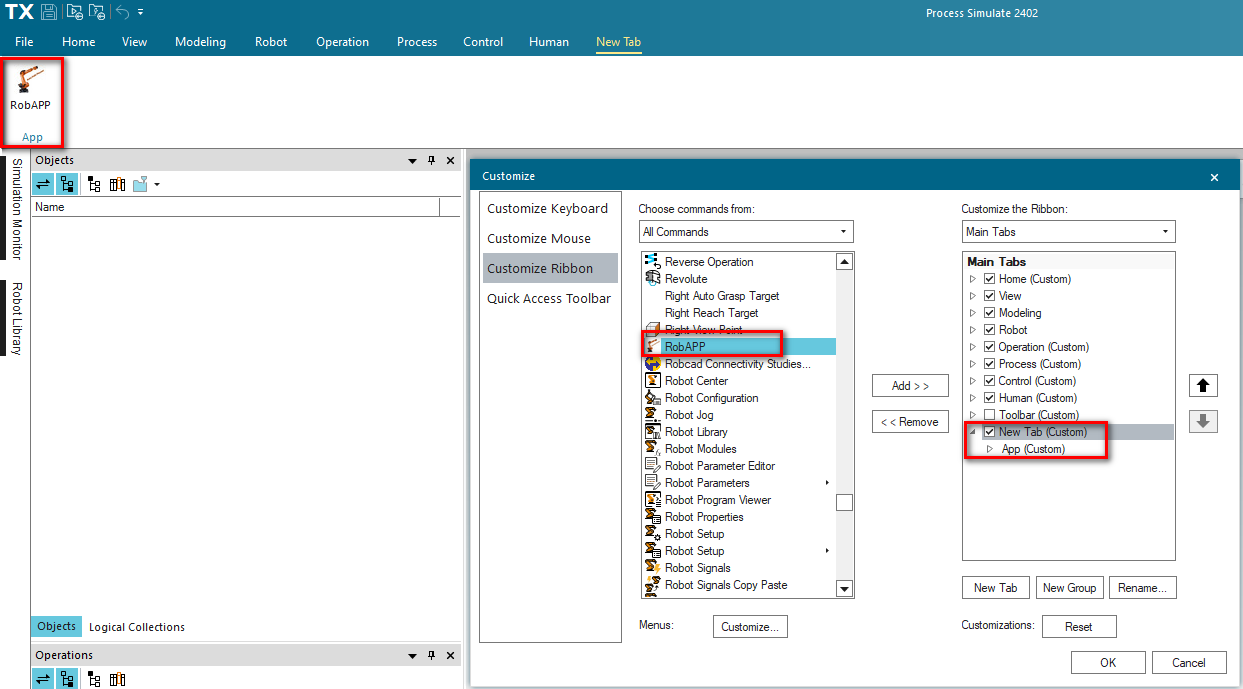 TX
Process Simulate 2402
File Home View Modeling Robot Operation Process Control Human New Tab
RobAPP
App
Simulation Monitor
Robot Library
Objects
Name
Objects Logical Collections
Operations
Customize
Customize Keyboard
Customize Mouse
Customize Ribbon
Quick Access Toolbar
Choose commands from:
All Commands
Reverse Operation
Revolute
Right Auto Grasp Target
Right Reach Target
Right View Point
RobAPP
Robcad Connectivity Studies...
Robot Center
Robot Configuration
Robot Jog
Robot Library
Robot Modules
Robot Parameter Editor
Robot Parameters
Robot Program Viewer
Robot Properties
Robot Setup
Robot Setup
Robot Signals
Robot Signals Copy Paste
Menus: Customize...
Add > >
< < Remove
Customize the Ribbon:
Main Tabs
Main Tabs
Home (Custom)
View
Modeling
Robot
Operation (Custom)
Process (Custom)
Control (Custom)
Human (Custom)
Toolbar (Custom)
New Tab (Custom)
App (Custom)
New Tab New Group Rename...
Customizations: Reset
OK Cancel